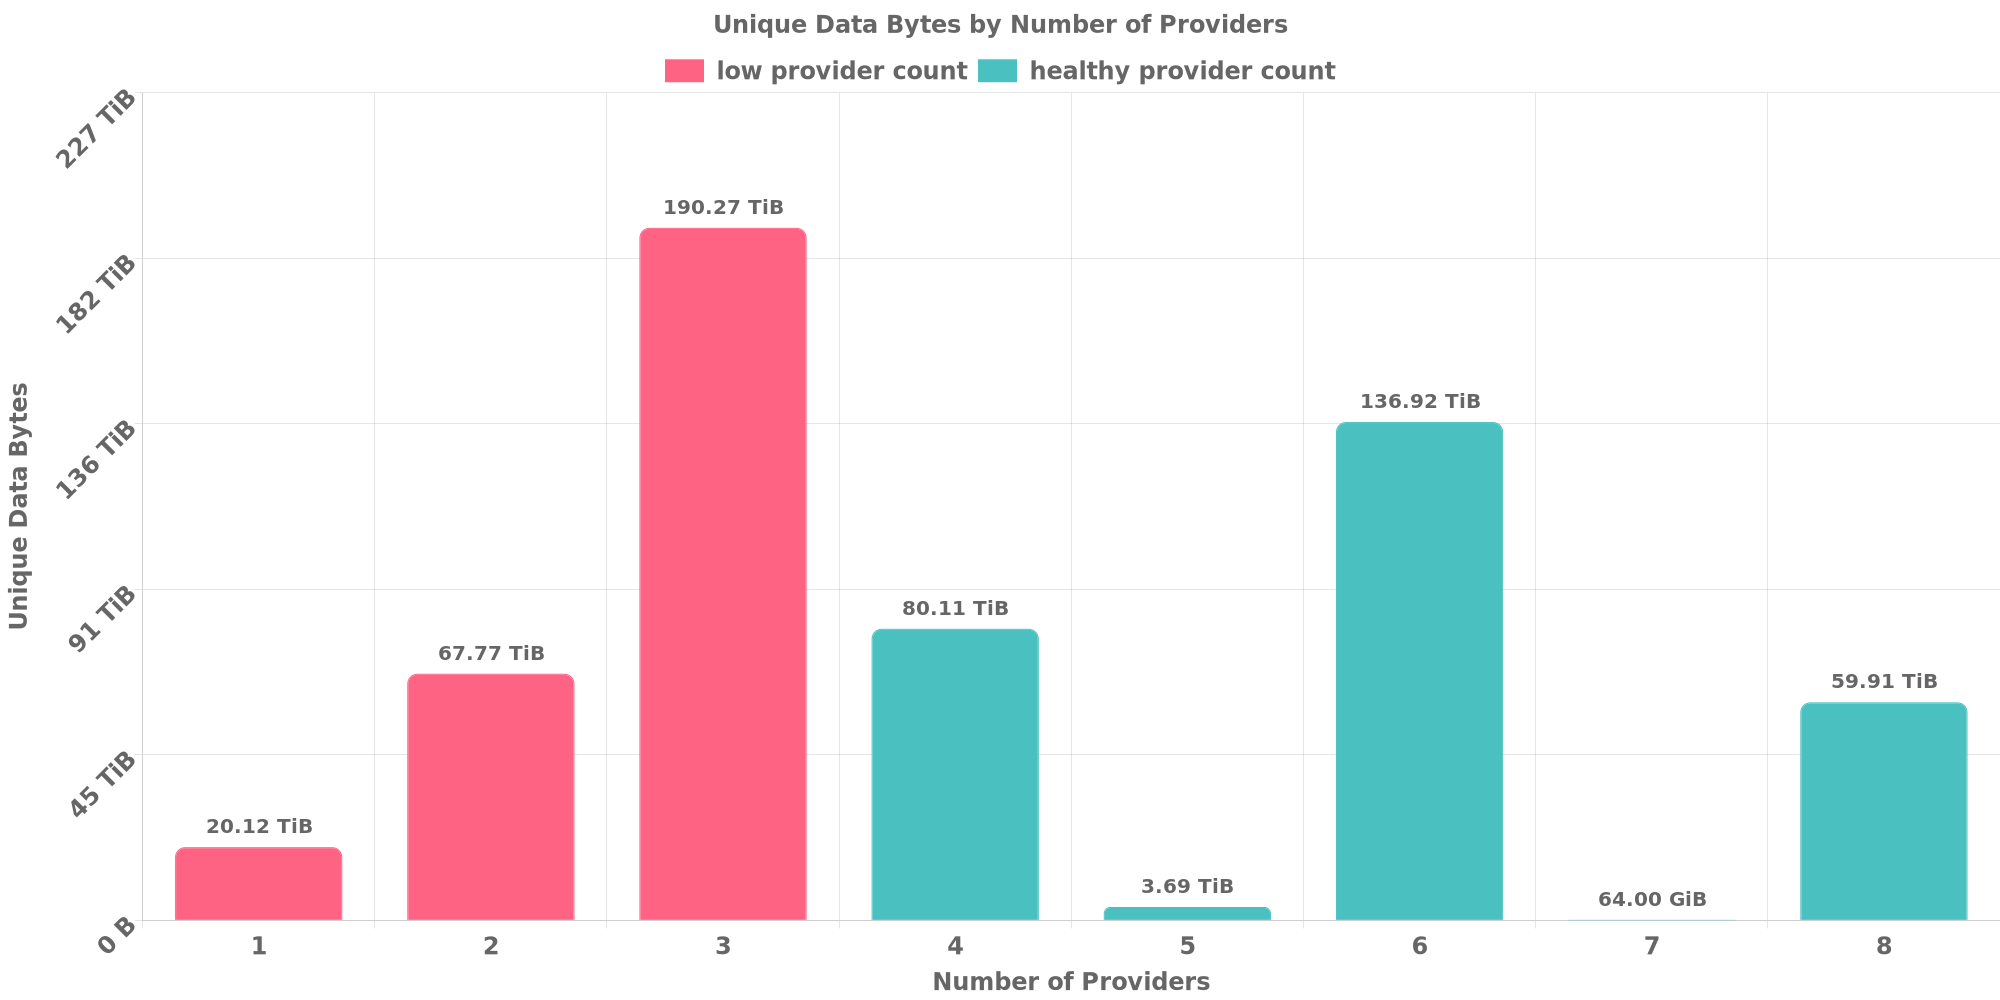 Unique Data Bytes by Number of Providers
low provider count healthy provider count
Unique Data Bytes
227 TiB
182 TiB
136 TiB
91 TiB
45 TiB
0 B
20.12 TiB
67.77 TiB
190.27 TiB
80.11 TiB
3.69 TiB
136.92 TiB
64.00 GiB
59.91 TiB
1 2 3 4 5 6 7 8
Number of Providers